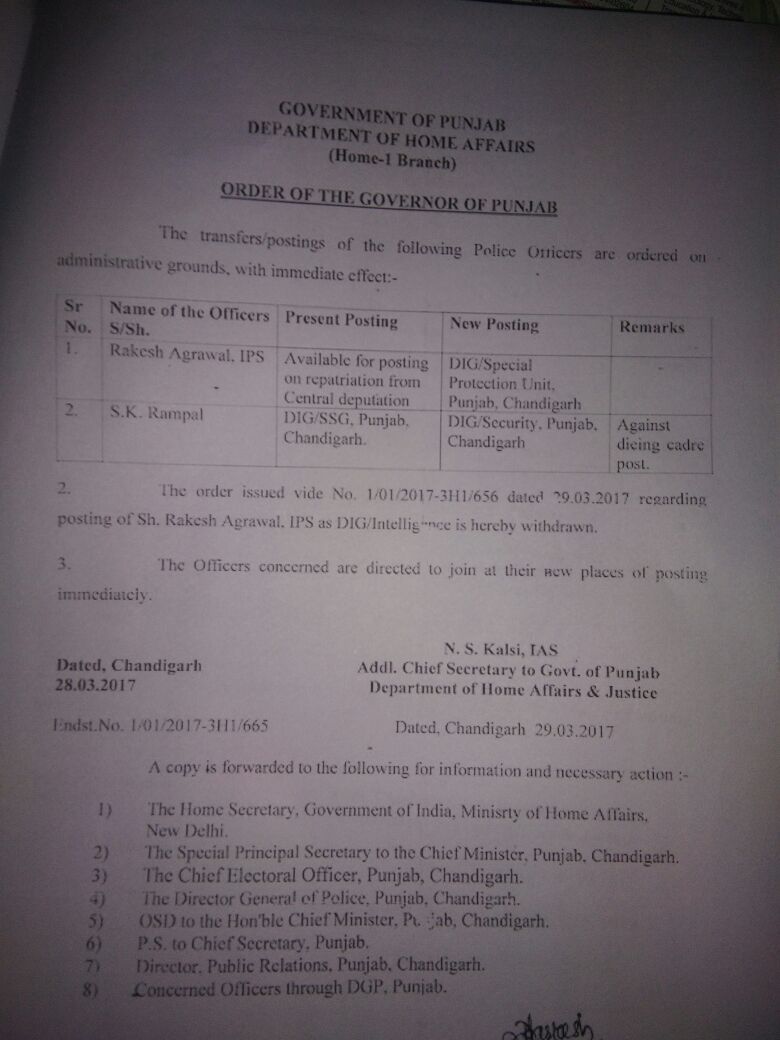 GOVERNMENT OF PUNJAB
DEPARTMENT OF HOME AFFAIRS
(Home-1 Branch)
ORDER OF THE GOVERNOR OF PUNJAB
The transfers/postings of the following Police Officers are ordered on
administrative grounds, with immediate effect:-
Sr No. Name of the Officers S/Sh. Present Posting New Posting Remarks
1. Rakesh Agrawal, IPS Available for posting on repatriation from Central deputation DIG/Special Protection Unit, Punjab, Chandigarh
2. S.K. Rampal DIG/SSG, Punjab, Chandigarh. DIG/Security, Punjab, Chandigarh Against dieing cadre post.
2. The order issued vide No. 1/01/2017-3H1/656 dated 29.03.2017 regarding
posting of Sh. Rakesh Agrawal, IPS as DIG/Intelligence is hereby withdrawn.
3. The Officers concerned are directed to join at their new places of posting
immediately.
N. S. Kalsi, IAS
Dated, Chandigarh Addl. Chief Secretary to Govt. of Punjab
28.03.2017 Department of Home Affairs & Justice
Endst.No. 1/01/2017-3H1/665 Dated, Chandigarh 29.03.2017
A copy is forwarded to the following for information and necessary action :-
1) The Home Secretary, Government of India, Minisrty of Home Affairs,
New Delhi.
2) The Special Principal Secretary to the Chief Minister, Punjab, Chandigarh.
3) The Chief Electoral Officer, Punjab, Chandigarh.
4) The Director General of Police, Punjab, Chandigarh.
5) OSD to the Hon'ble Chief Minister, Punjab, Chandigarh.
6) P.S. to Chief Secretary, Punjab.
7) Director, Public Relations, Punjab, Chandigarh.
8) Concerned Officers through DGP, Punjab.